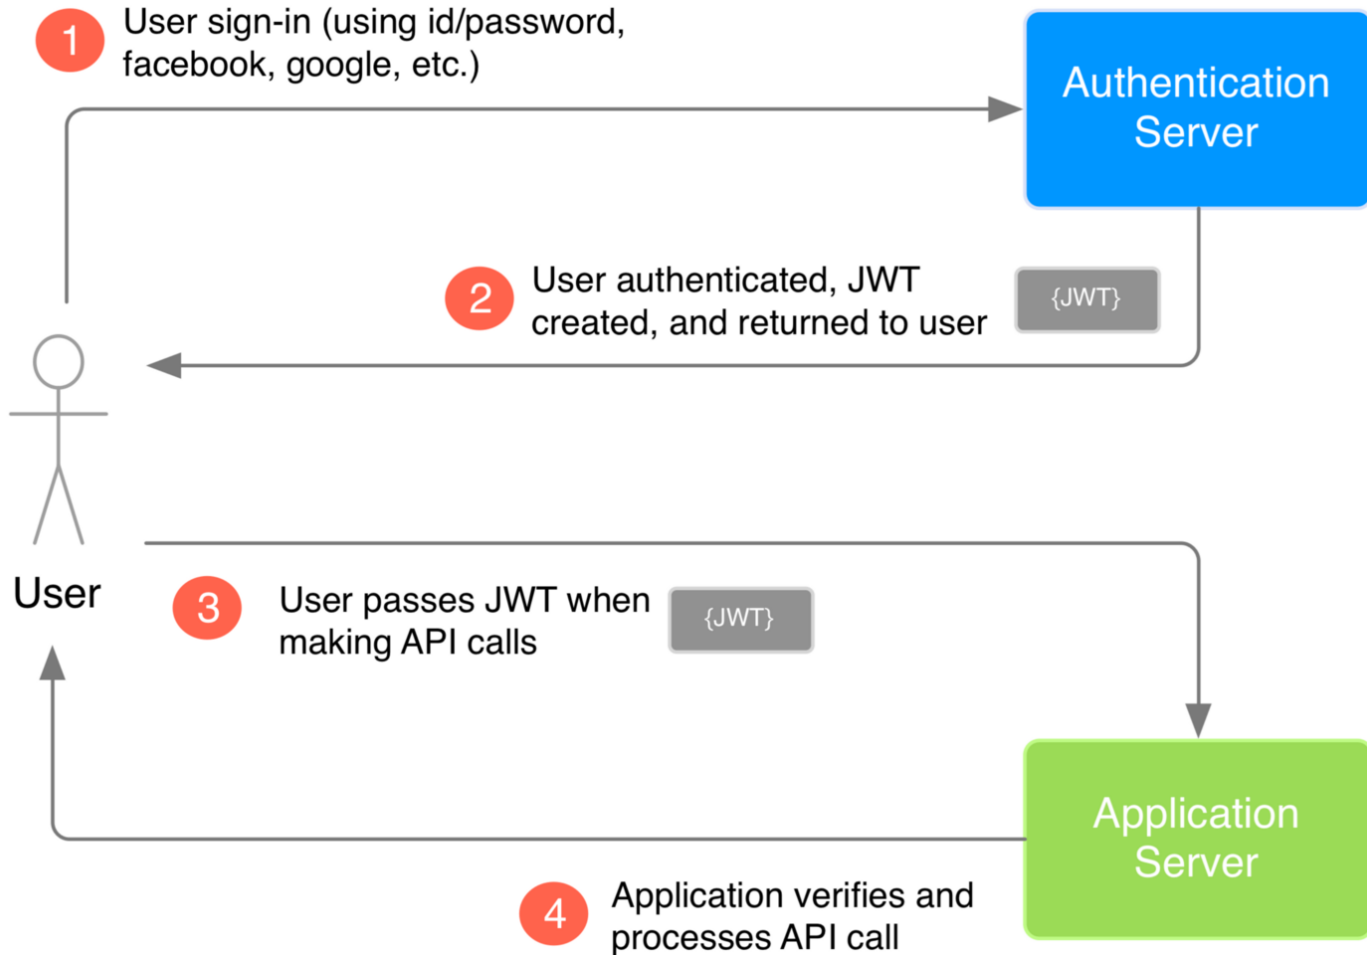 1
User sign-in (using id/password,
facebook, google, etc.)
Authentication
Server
2
User authenticated, JWT
created, and returned to user
{JWT}
User
3
User passes JWT when
making API calls
{JWT}
Application
Server
4
Application verifies and
processes API call